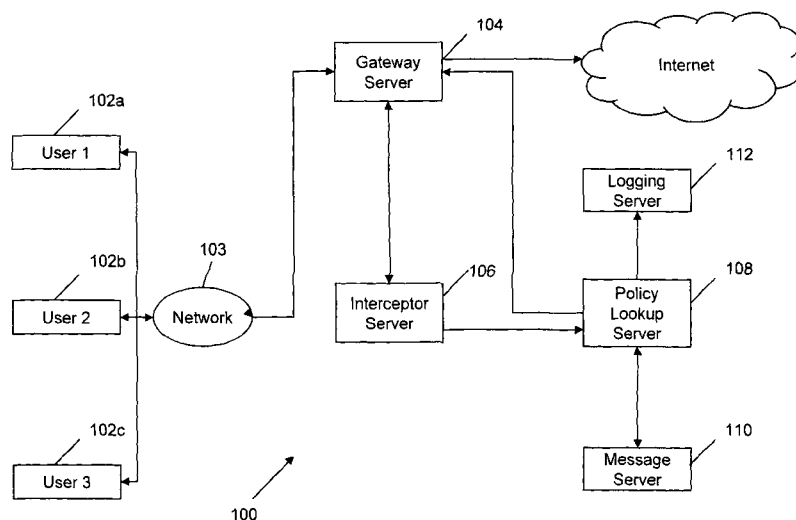 104
Gateway
Server
Internet
102a
User 1
112
Logging
Server
103
102b
106
108
User 2
Network
Interceptor
Server
Policy
Lookup
Server
102c
110
User 3
Message
Server
100